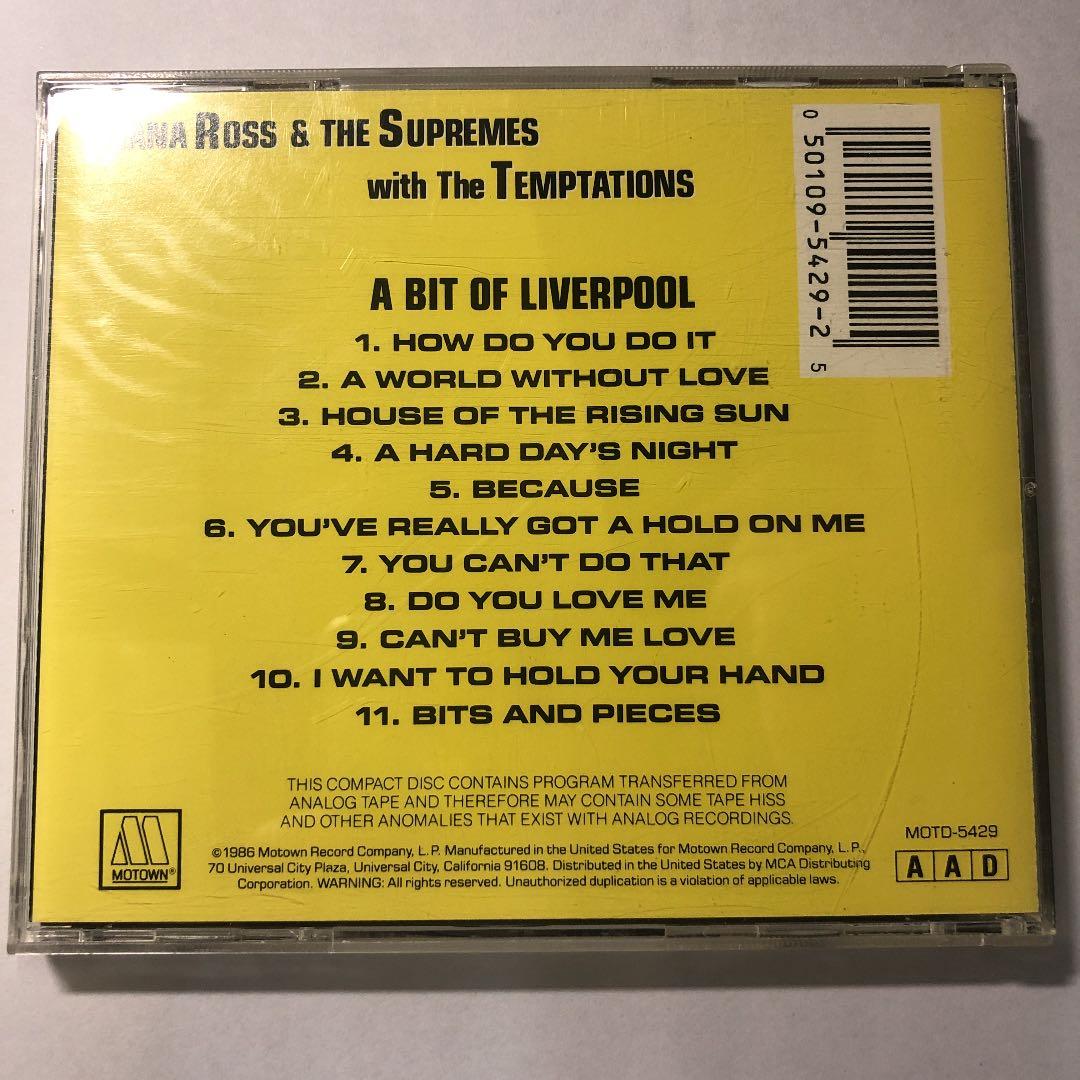 ANA ROSS & THE SUPREMES
with The TEMPTATIONS
0 50109-5429-2 5
A BIT OF LIVERPOOL
1. HOW DO YOU DO IT
2. A WORLD WITHOUT LOVE
3. HOUSE OF THE RISING SUN
4. A HARD DAY'S NIGHT
5. BECAUSE
6. YOU'VE REALLY GOT A HOLD ON ME
7. YOU CAN'T DO THAT
8. DO YOU LOVE ME
9. CAN'T BUY ME LOVE
10. I WANT TO HOLD YOUR HAND
11. BITS AND PIECES
THIS COMPACT DISC CONTAINS PROGRAM TRANSFERRED FROM
ANALOG TAPE AND THEREFORE MAY CONTAIN SOME TAPE HISS
AND OTHER ANOMALIES THAT EXIST WITH ANALOG RECORDINGS.
MOTOWN®
©1986 Motown Record Company, L.P. Manufactured in the United States for Motown Record Company, L.P.,
70 Universal City Plaza, Universal City, California 91608. Distributed in the United States by MCA Distributing
Corporation. WARNING: All rights reserved. Unauthorized duplication is a violation of applicable laws.
MOTD-5429
A A D